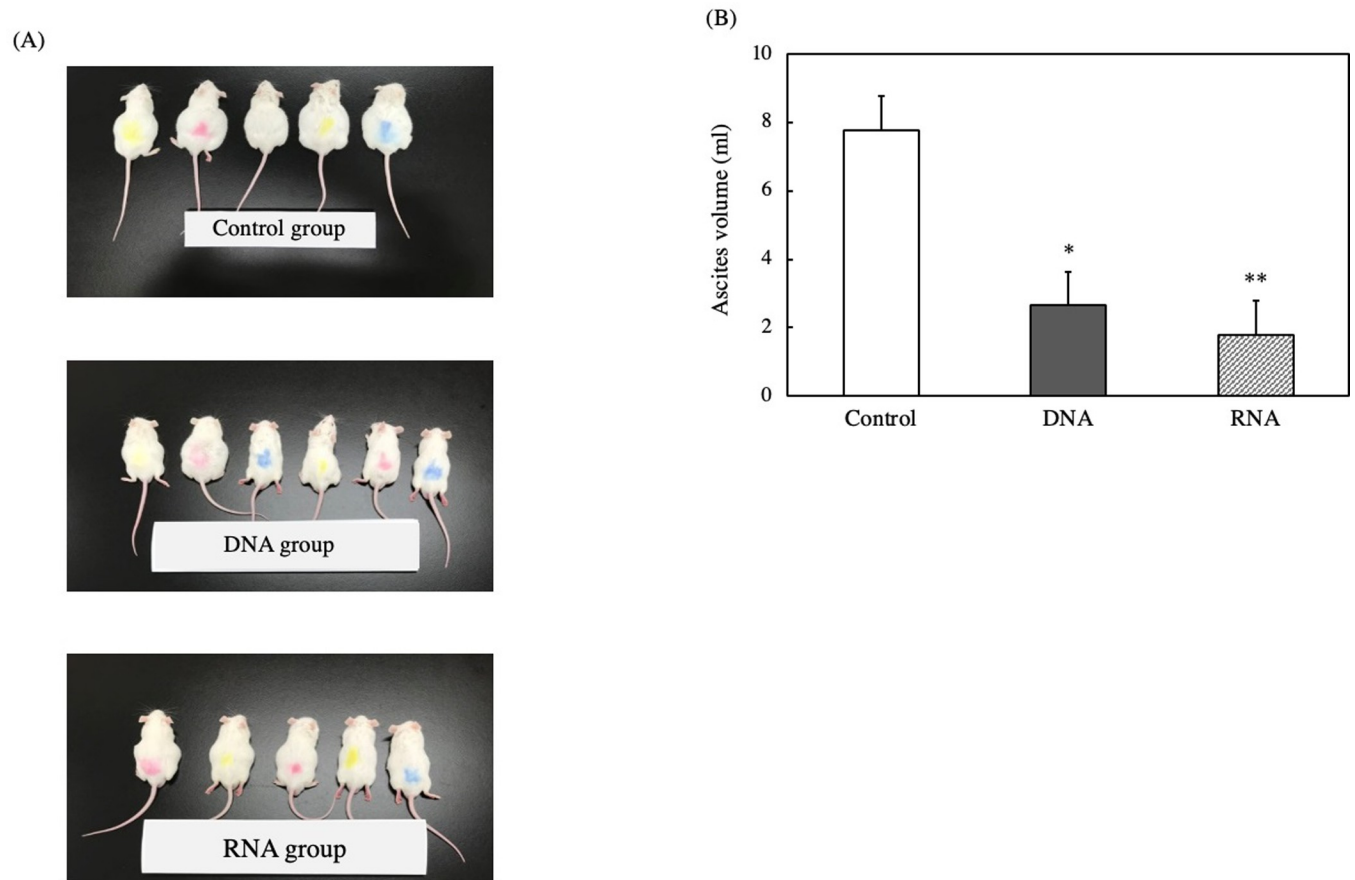 (A)
Control group
DNA group
RNA group
(B)
10
8
6
4
2
0
Ascites volume (ml)
*
**
Control
DNA
RNA